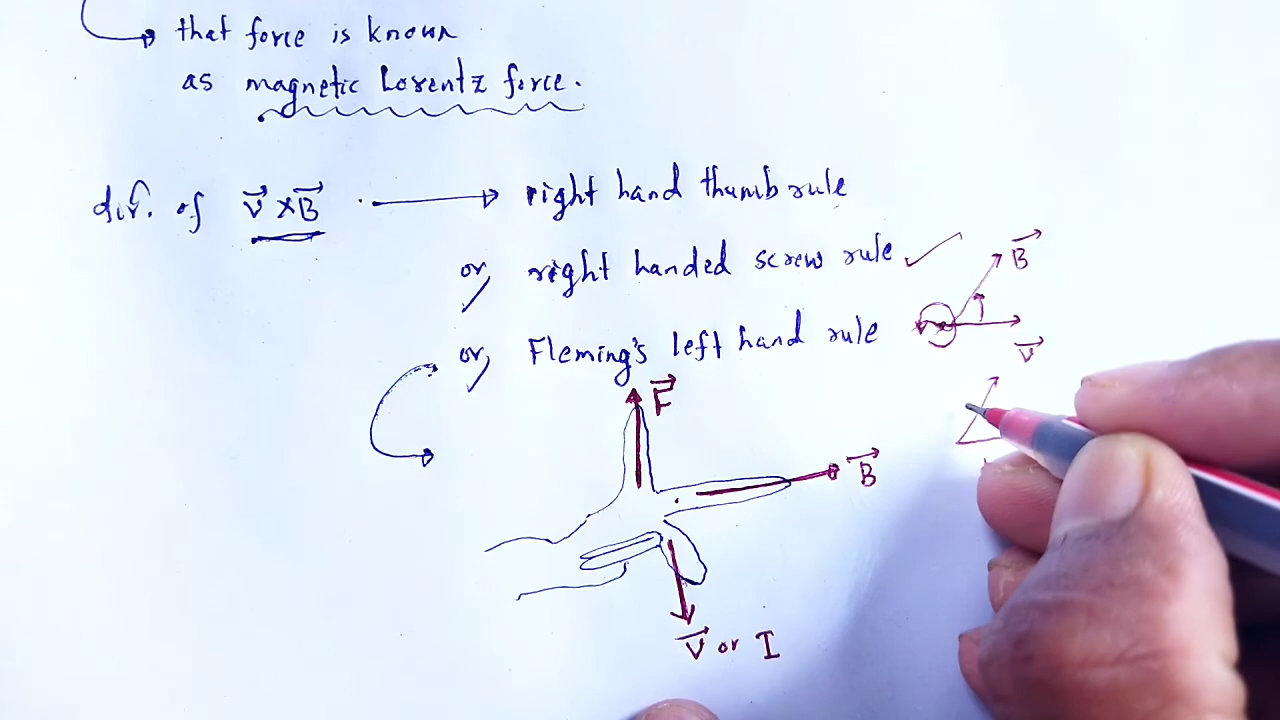 that force is known
as magnetic Lorentz force.
dir. of V⃗ × B⃗ → right hand thumb rule
or, right handed screw rule ✓
B⃗
or, Fleming's left hand rule
V⃗
F⃗
B⃗
V⃗ or I